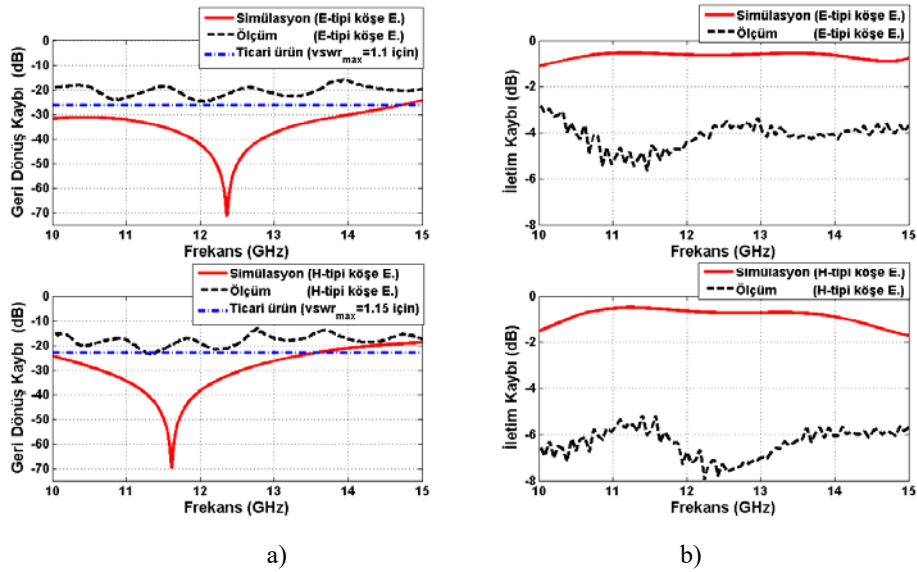 Simülasyon (E-tipi köşe E.)
Ölçüm (E-tipi köşe E.)
Ticari ürün (vswrmax=1.1 için)
Geri Dönüş Kaybı (dB)
0
-10
-20
-30
-40
-50
-60
-70
10 11 12 13 14 15
Frekans (GHz)
Simülasyon (E-tipi köşe E.)
Ölçüm (E-tipi köşe E.)
İletim Kaybı (dB)
0
-2
-4
-6
-8
10 11 12 13 14 15
Frekans (GHz)
Simülasyon (H-tipi köşe E.)
Ölçüm (H-tipi köşe E.)
Ticari ürün (vswrmax=1.15 için)
Geri Dönüş Kaybı (dB)
0
-10
-20
-30
-40
-50
-60
-70
10 11 12 13 14 15
Frekans (GHz)
Simülasyon (H-tipi köşe E.)
Ölçüm (H-tipi köşe E.)
İletim Kaybı (dB)
0
-2
-4
-6
-8
10 11 12 13 14 15
Frekans (GHz)
a) b)